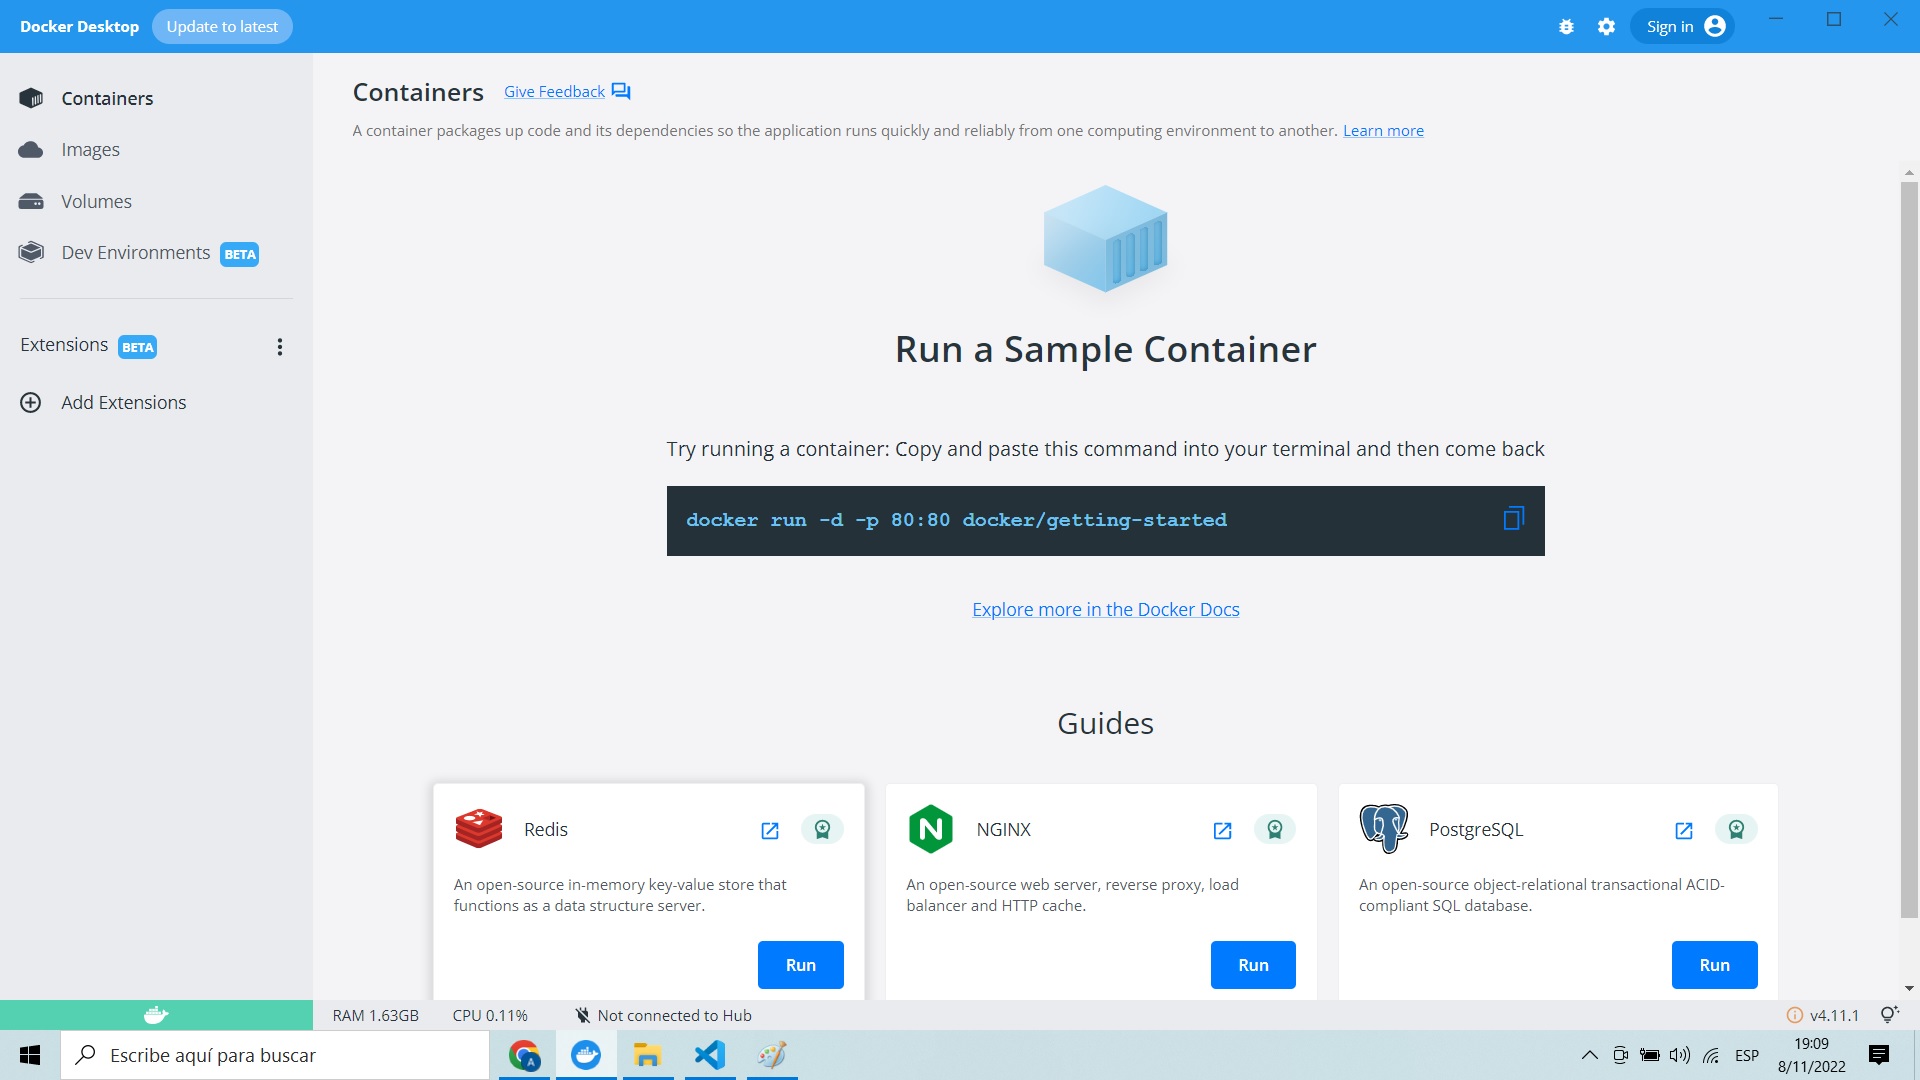 Docker Desktop
Update to latest
Sign in
Containers
Images
Volumes
Dev Environments BETA
Extensions BETA
Add Extensions
Containers
Give Feedback
A container packages up code and its dependencies so the application runs quickly and reliably from one computing environment to another. Learn more
Run a Sample Container
Try running a container: Copy and paste this command into your terminal and then come back
docker run -d -p 80:80 docker/getting-started
Explore more in the Docker Docs
Guides
Redis
An open-source in-memory key-value store that
functions as a data structure server.
Run
NGINX
An open-source web server, reverse proxy, load
balancer and HTTP cache.
Run
PostgreSQL
An open-source object-relational transactional ACID-
compliant SQL database.
Run
RAM 1.63GB
CPU 0.11%
Not connected to Hub
v4.11.1
Escribe aquí para buscar
A
ESP
19:09
8/11/2022